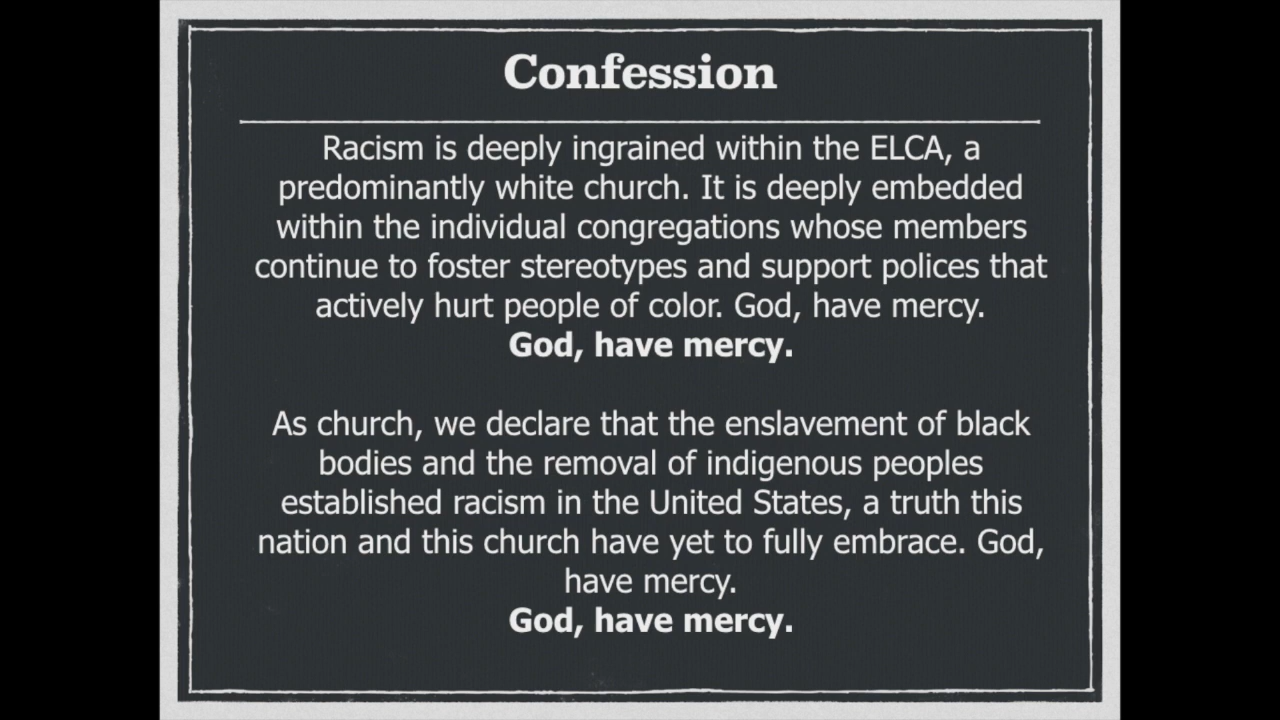 Confession
Racism is deeply ingrained within the ELCA, a
predominantly white church. It is deeply embedded
within the individual congregations whose members
continue to foster stereotypes and support polices that
actively hurt people of color. God, have mercy.
God, have mercy.
As church, we declare that the enslavement of black
bodies and the removal of indigenous peoples
established racism in the United States, a truth this
nation and this church have yet to fully embrace. God,
have mercy.
God, have mercy.